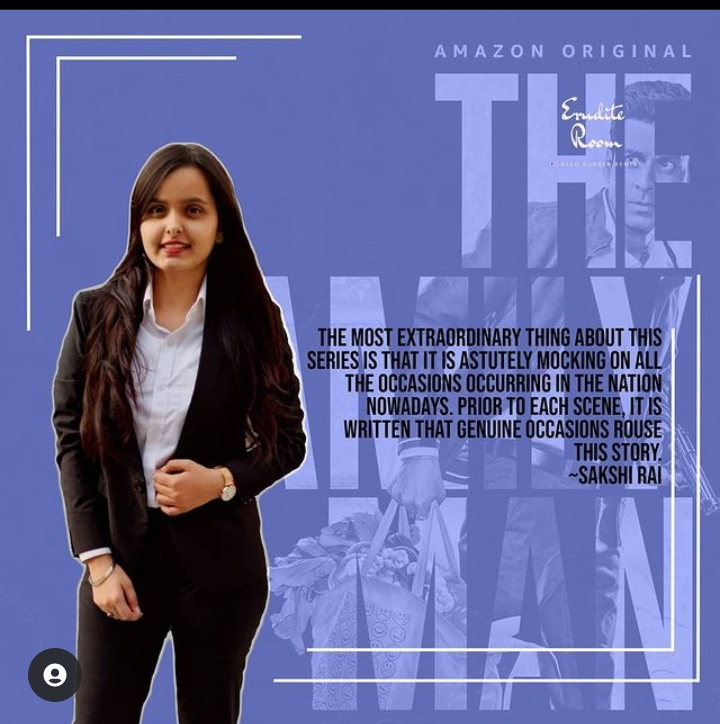 AMAZON ORIGINAL
THE
Erudite
Room
FAMILY
MAN
THE MOST EXTRAORDINARY THING ABOUT THIS
SERIES IS THAT IT IS ASTUTELY MOCKING ON ALL
THE OCCASIONS OCCURRING IN THE NATION
NOWADAYS. PRIOR TO EACH SCENE, IT IS
WRITTEN THAT GENUINE OCCASIONS ROUSE
THIS STORY.
~SAKSHI RAI